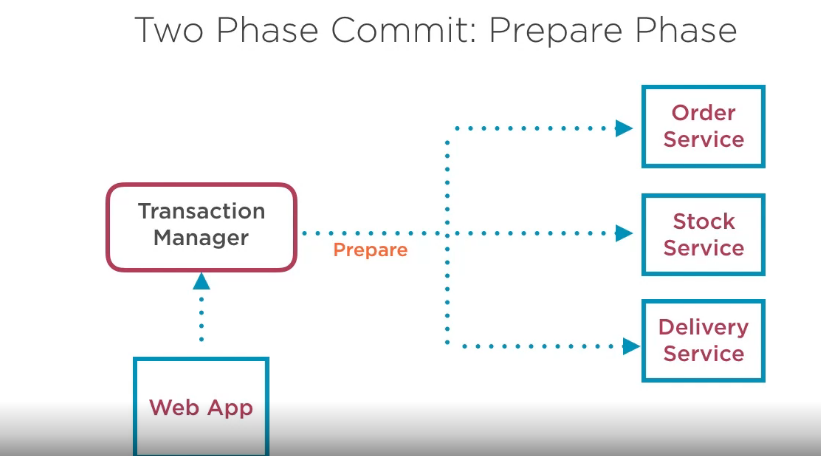 Two Phase Commit: Prepare Phase
Order
Service
Transaction
Manager
Prepare
Stock
Service
Delivery
Service
Web App